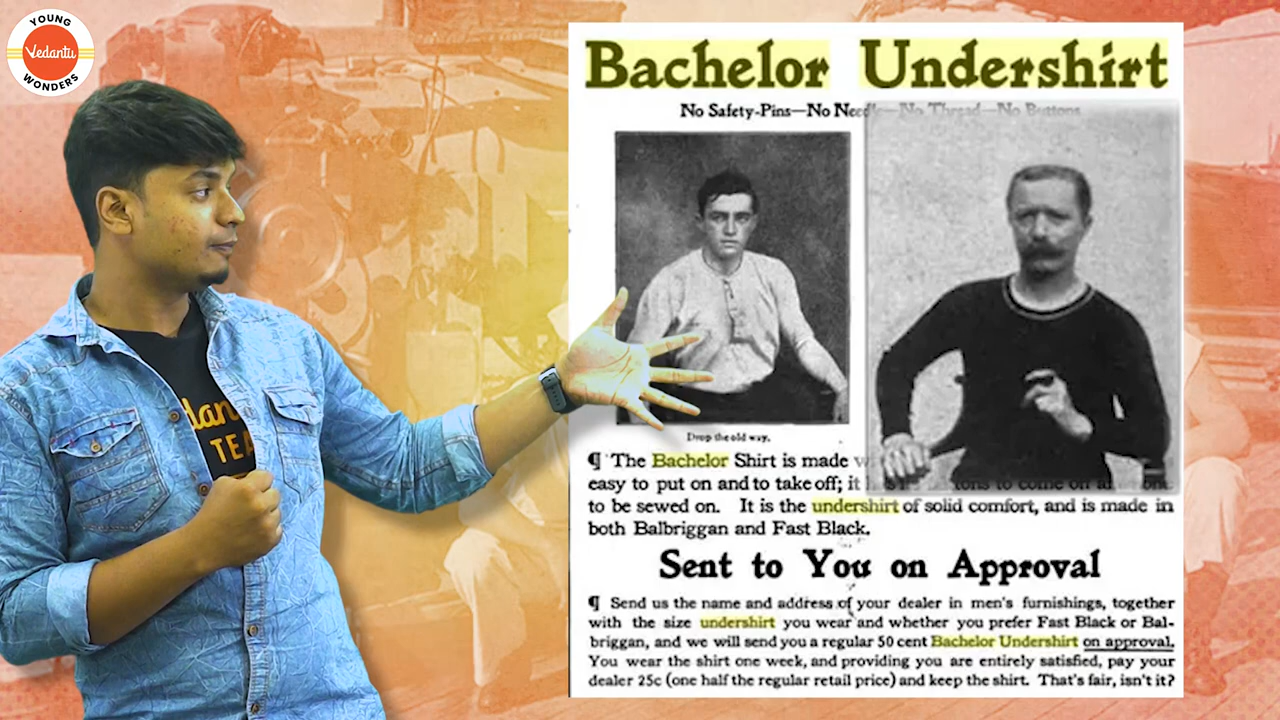 YOUNG
Vedantu
WONDERS
Bachelor Undershirt
No Safety-Pins—No Needle—No Thread—No Buttons
TEA
Drop the old way.
¶ The Bachelor Shirt is made
easy to put on and to take off; it
to be sewed on. It is the undershirt of solid comfort, and is made in
both Balbriggan and Fast Black.
Sent to You on Approval
¶ Send us the name and address of your dealer in men's furnishings, together
with the size undershirt you wear and whether you prefer Fast Black or Bal-
briggan, and we will send you a regular 50 cent Bachelor Undershirt on approval.
You wear the shirt one week, and providing you are entirely satisfied, pay your
dealer 25c (one half the regular retail price) and keep the shirt. That's fair, isn't it?